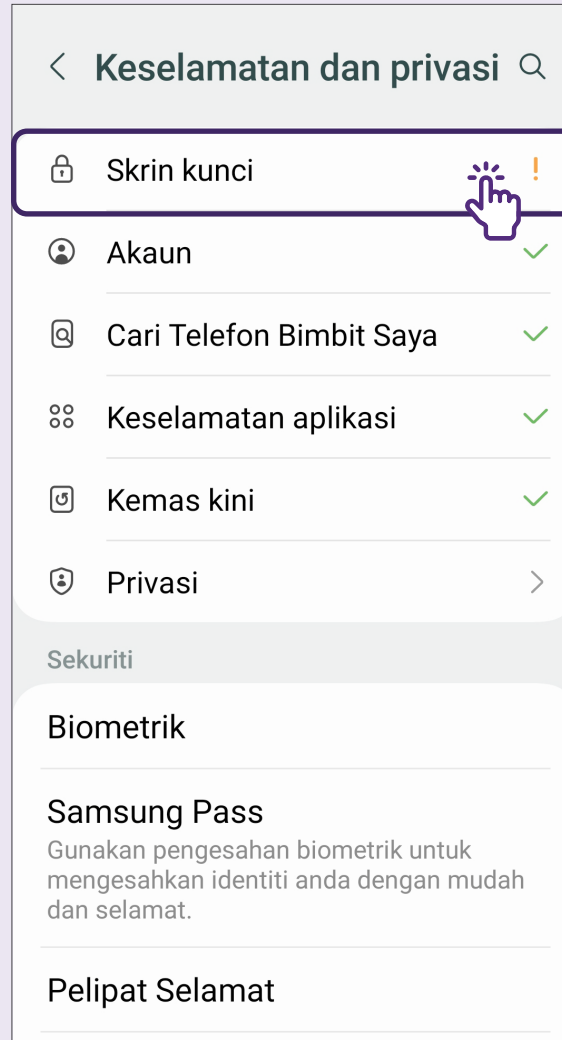 Keselamatan dan privasi
Skrin kunci
Akaun
Cari Telefon Bimbit Saya
Keselamatan aplikasi
Kemas kini
Privasi
Sekuriti
Biometrik
Samsung Pass
Gunakan pengesahan biometrik untuk
mengesahkan identiti anda dengan mudah
dan selamat.
Pelipat Selamat